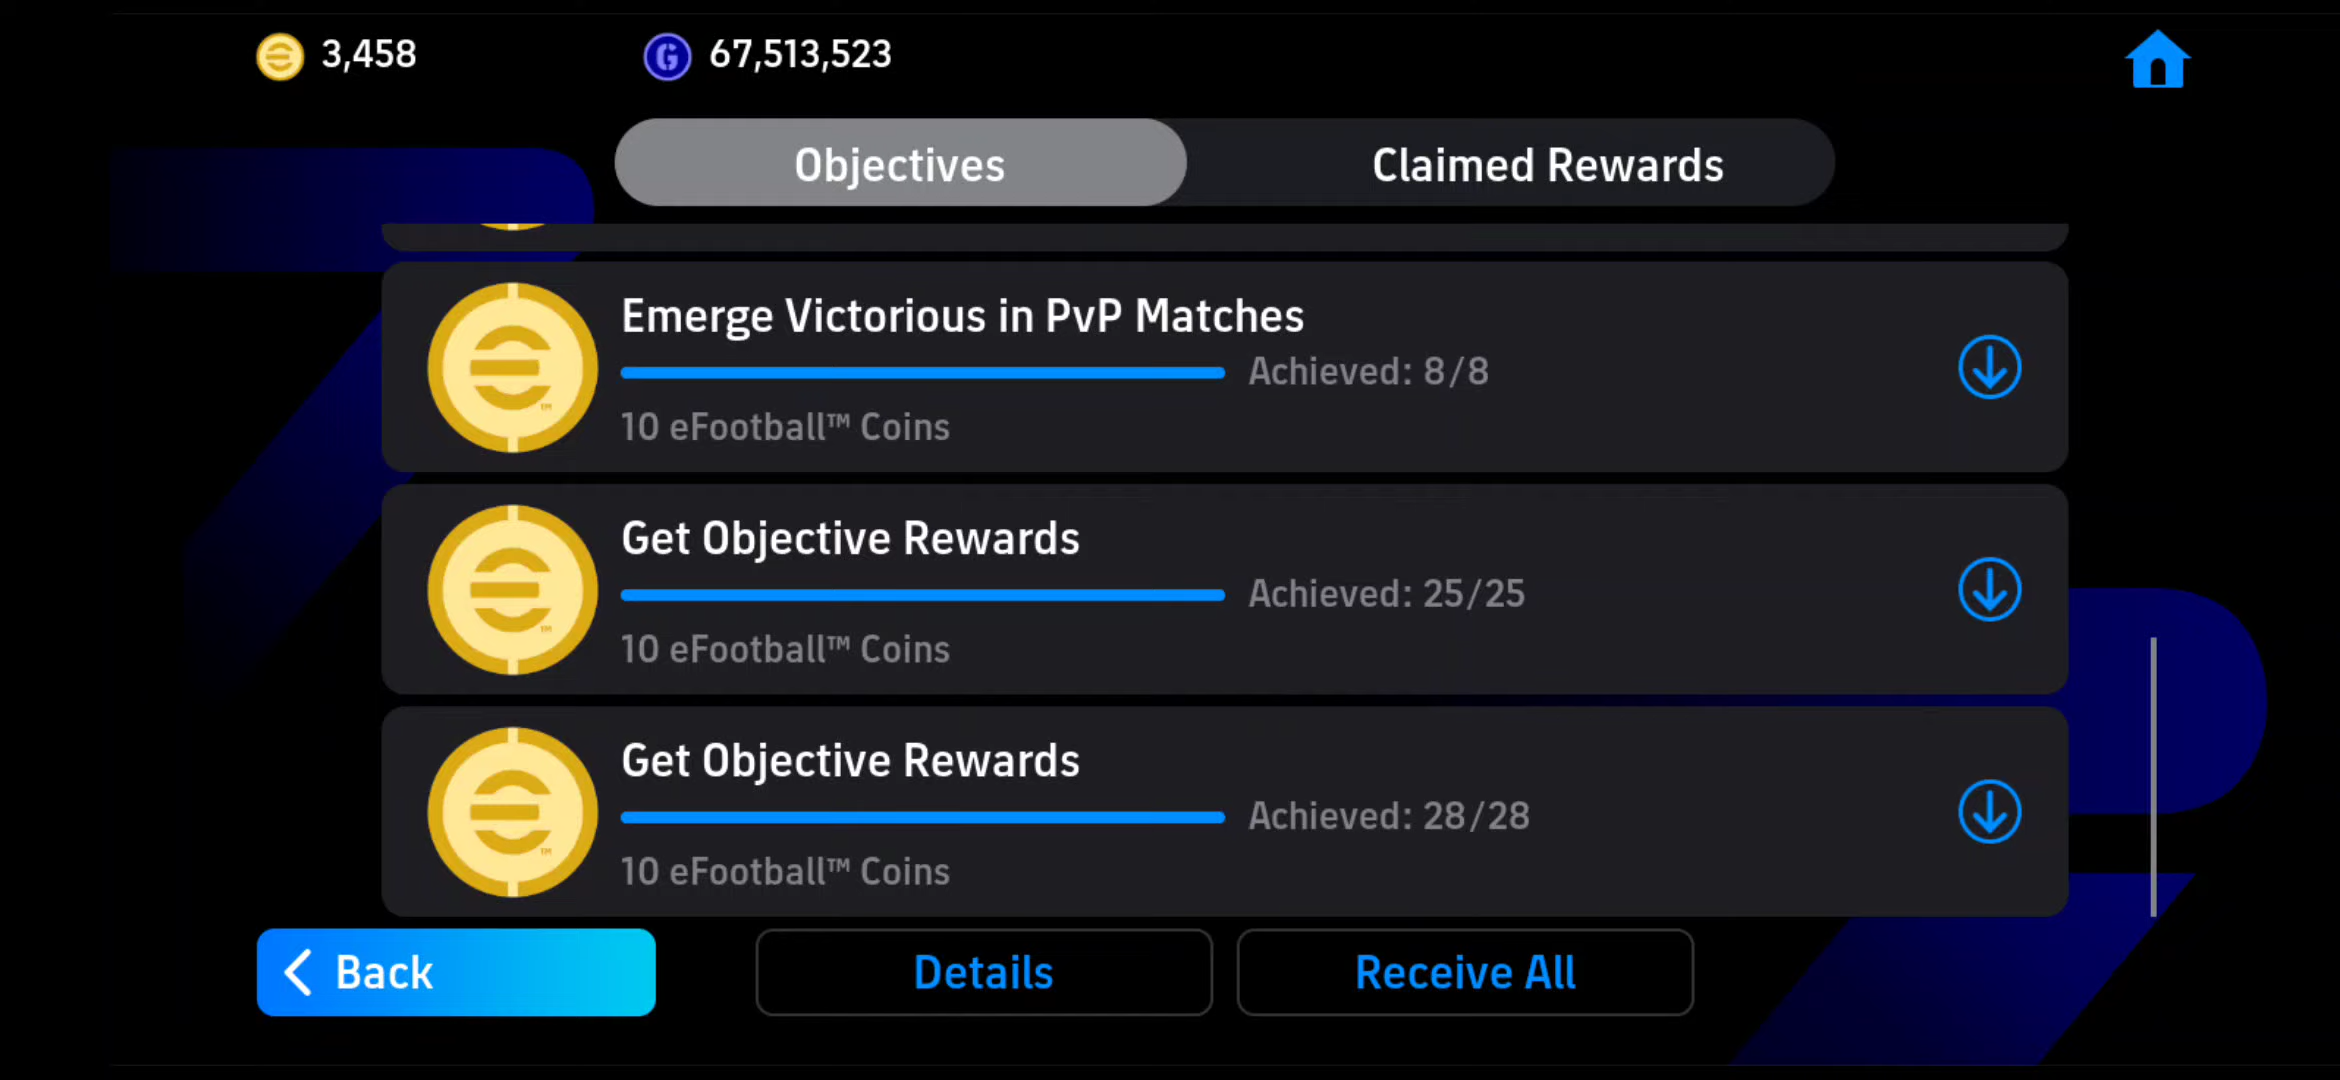 3,458
67,513,523
Objectives
Claimed Rewards
Emerge Victorious in PvP Matches
Achieved: 8/8
10 eFootball™ Coins
Get Objective Rewards
Achieved: 25/25
10 eFootball™ Coins
Get Objective Rewards
Achieved: 28/28
10 eFootball™ Coins
Back
Details
Receive All